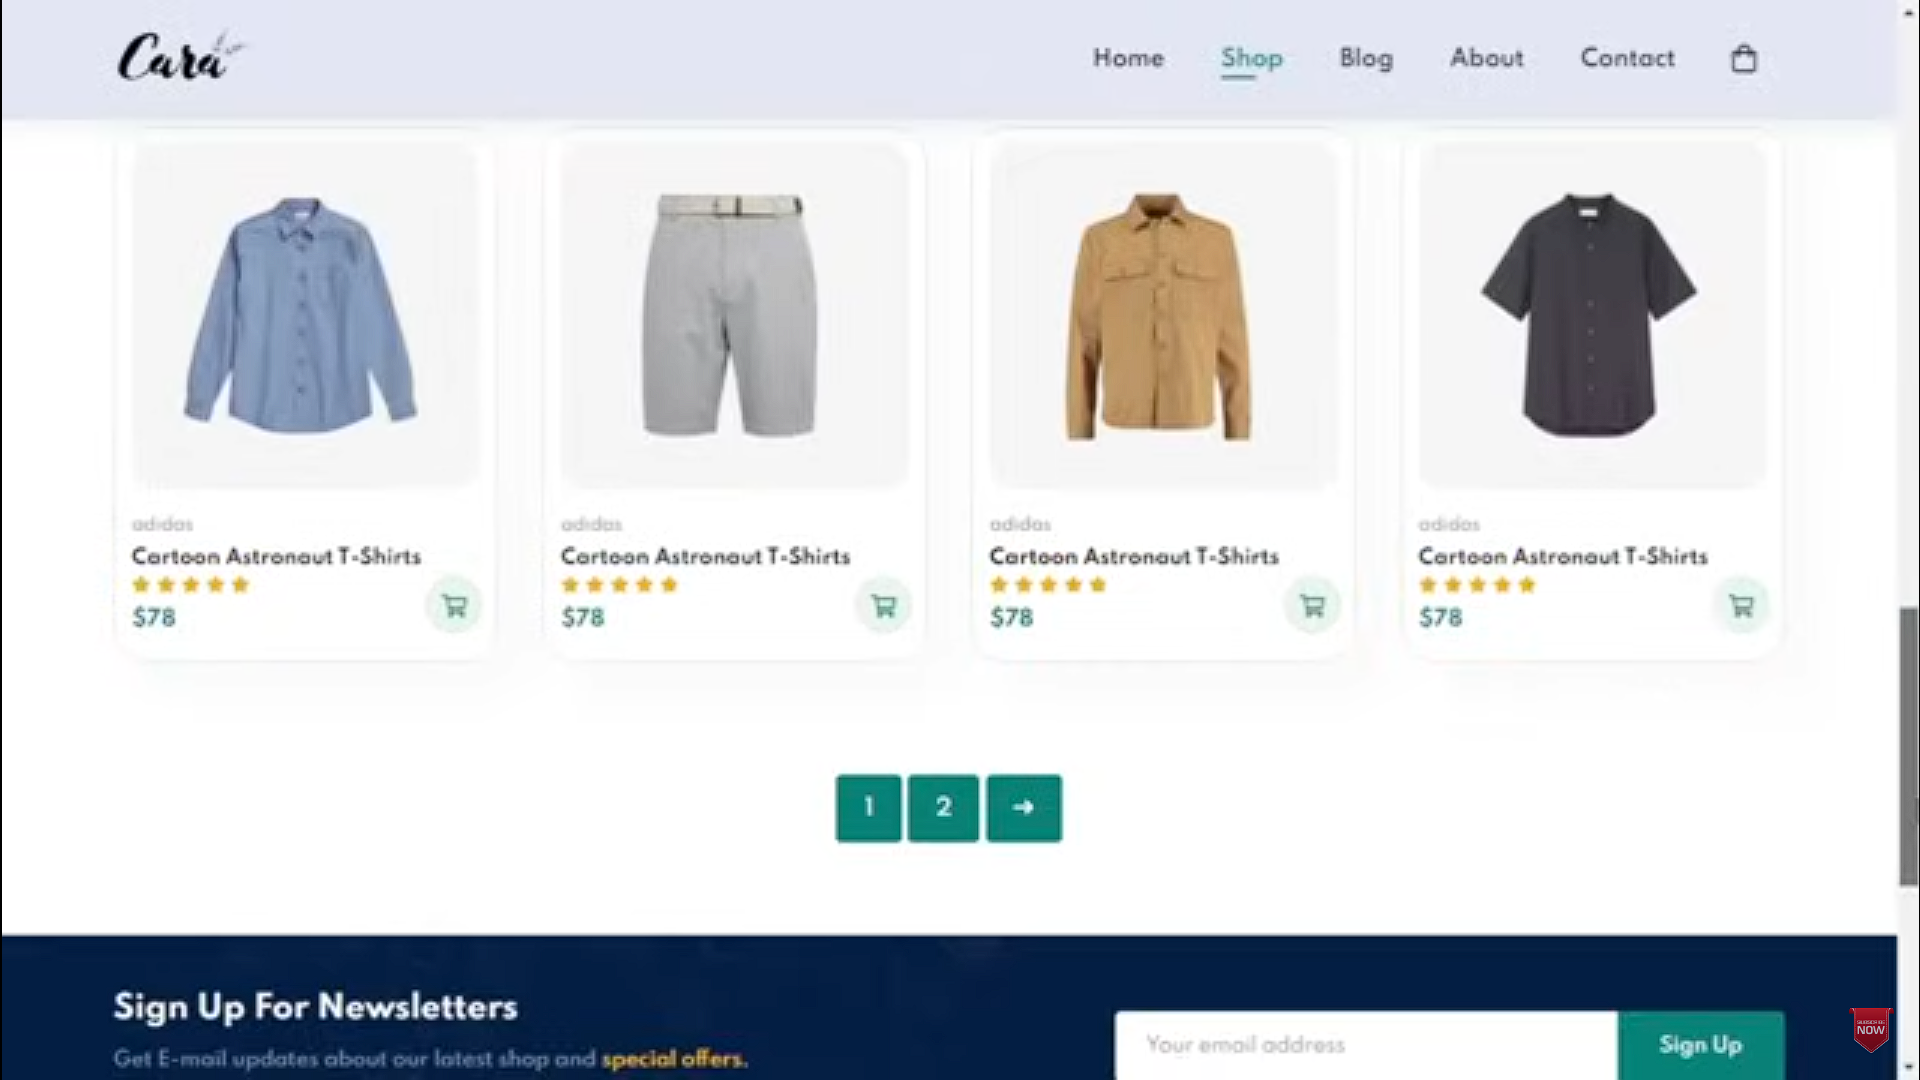 Cara
Home Shop Blog About Contact
adidas adidas adidas adidas
Cartoon Astronaut T-Shirts Cartoon Astronaut T-Shirts Cartoon Astronaut T-Shirts Cartoon Astronaut T-Shirts
$78 $78 $78 $78
1 2 →
Sign Up For Newsletters
Get E-mail updates about our latest shop and special offers.
Your email address Sign Up
SUBSCRIBE
NOW